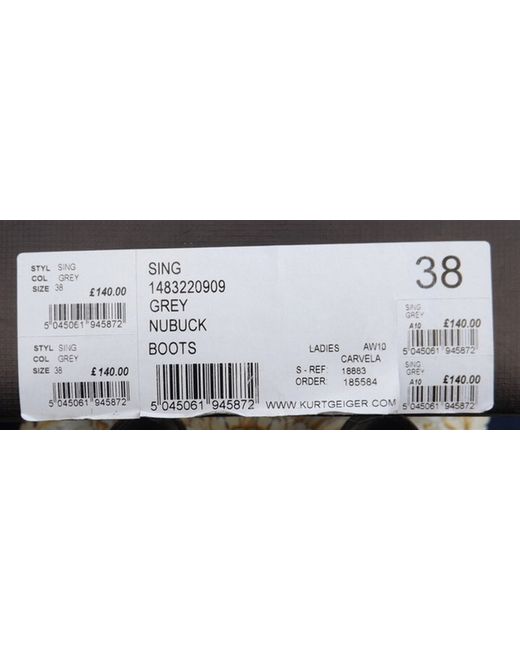 STYL SING
COL GREY
SIZE 38 £140.00
5 045061 945872
STYL SING
COL GREY
SIZE 38 £140.00
5 045061 945872
SING
1483220909
GREY
NUBUCK
BOOTS
5 045061 945872
LADIES AW10
CARVELA
S - REF: 18883
ORDER: 185584
WWW.KURTGEIGER.COM
38
SING
GREY
A10 £140.00
5 045061 945872
SING
GREY
A10 £140.00
5 045061 945872